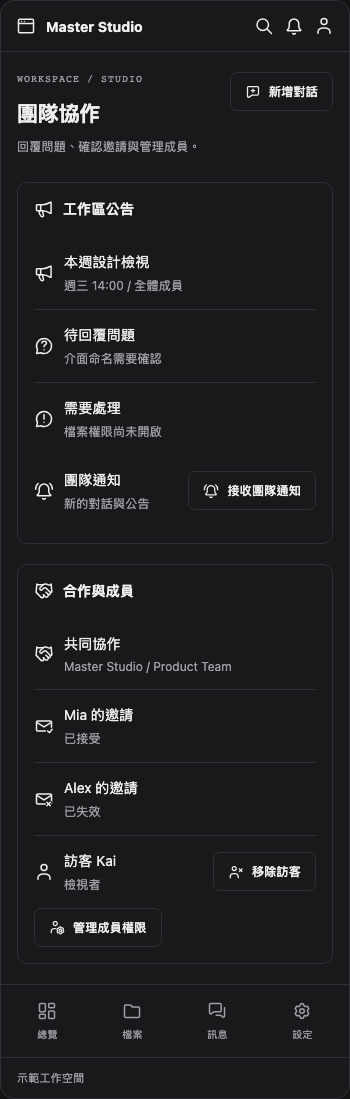 Master Studio
WORKSPACE / STUDIO
新增對話
團隊協作
回覆問題、確認邀請與管理成員。
工作區公告
本週設計檢視
週三 14:00 / 全體成員
待回覆問題
介面命名需要確認
需要處理
檔案權限尚未開啟
團隊通知
新的對話與公告
接收團隊通知
合作與成員
共同協作
Master Studio / Product Team
Mia 的邀請
已接受
Alex 的邀請
已失效
訪客 Kai
檢視者
移除訪客
管理成員權限
總覽
檔案
訊息
設定
示範工作空間